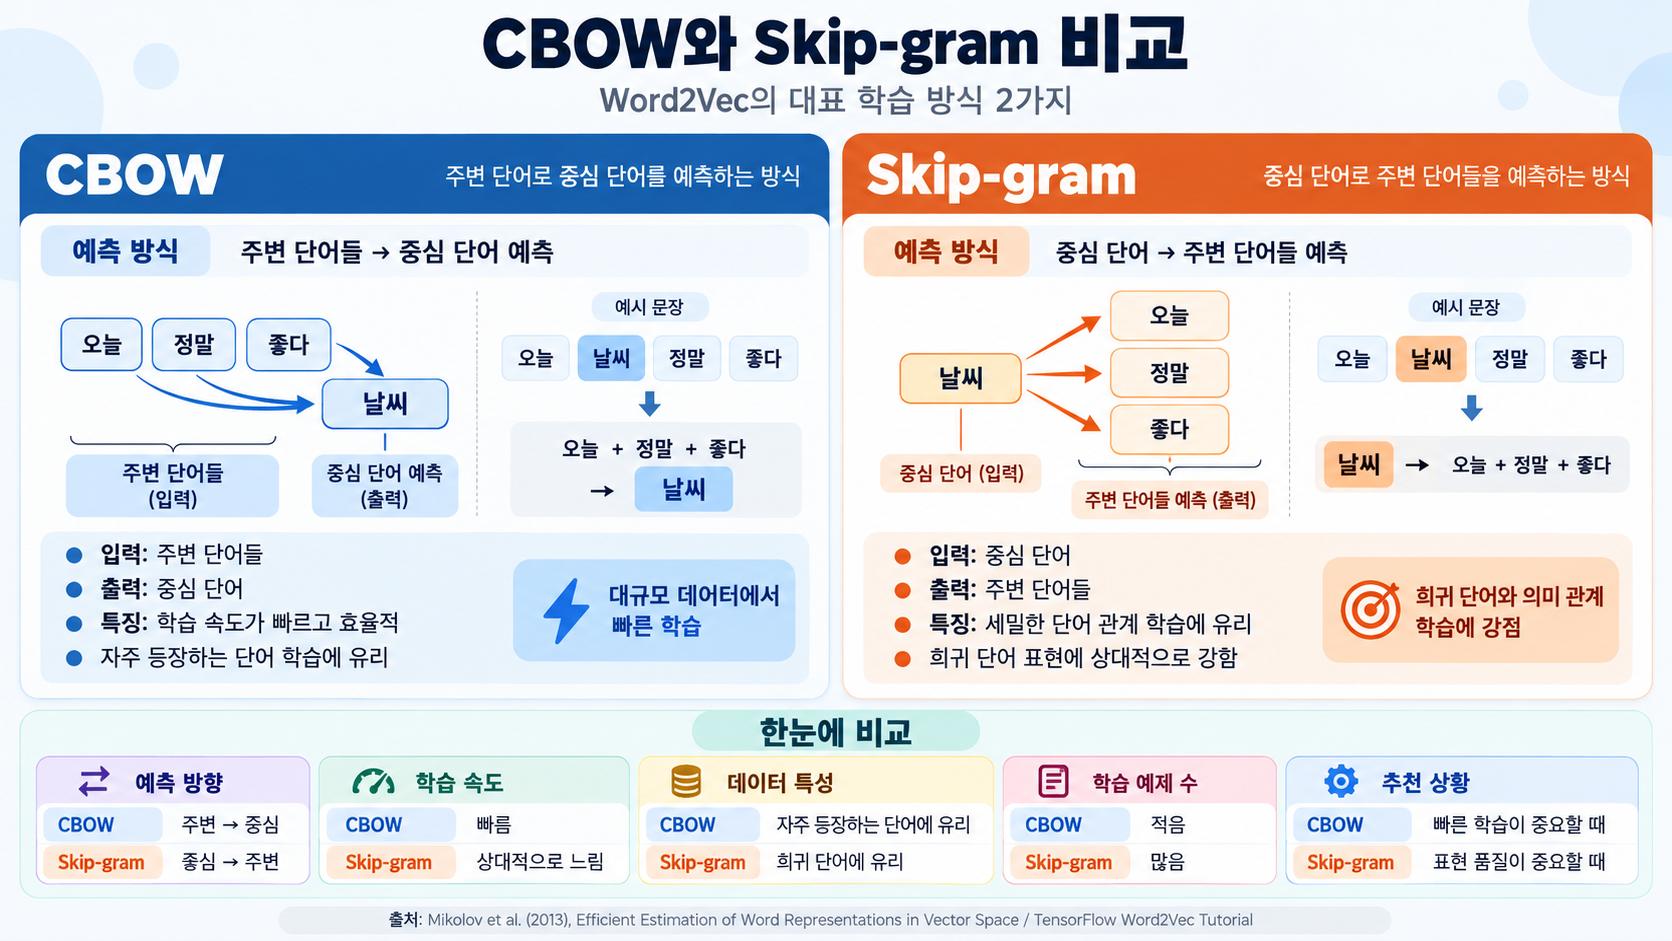 CBOW와 Skip-gram 비교
Word2Vec의 대표 학습 방식 2가지
CBOW
주변 단어로 중심 단어를 예측하는 방식
예측 방식
주변 단어들 → 중심 단어 예측
오늘
정말
좋다
날씨
주변 단어들
(입력)
중심 단어 예측
(출력)
예시 문장
오늘
날씨
정말
좋다
오늘 + 정말 + 좋다
→ 날씨
입력: 주변 단어들
출력: 중심 단어
특징: 학습 속도가 빠르고 효율적
자주 등장하는 단어 학습에 유리
대규모 데어터에서
빠른 학습
Skip-gram
중심 단어로 주변 단어들을 예측하는 방식
예측 방식
중심 단어 → 주변 단어들 예측
날씨
오늘
정말
좋다
중심 단어 (입력)
주변 단어들 예측 (출력)
예시 문장
오늘
날씨
정말
좋다
날씨 → 오늘 + 정말 + 좋다
입력: 중심 단어
출력: 주변 단어들
특징: 세밀한 단어 관계 학습에 유리
희귀 단어 표현에 상대적으로 강함
희귀 단어와 의미 관계
학습에 강점
한눈에 비교
예측 방향
CBOW 주변 → 중심
Skip-gram 좋심 → 주변
학습 속도
CBOW 빠름
Skip-gram 상대적으로 느림
데이터 특성
CBOW 자주 등장하는 단어에 유리
Skip-gram 희귀 단어에 유리
학습 예제 수
CBOW 적음
Skip-gram 많음
추천 상황
CBOW 빠른 학습이 중요할 때
Skip-gram 표현 품질이 중요할 때
출처: Mikolov et al. (2013), Efficient Estimation of Word Representations in Vector Space / TensorFlow Word2Vec Tutorial